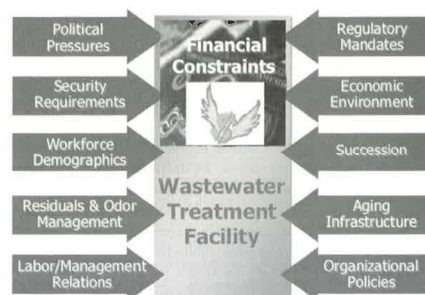 Political
Pressures
Financial
Constraints
Regulatory
Mandates
Security
Requirements
Economic
Environment
Workforce
Demographics
Succession
Wastewater
Treatment
Facility
Residuals & Odor
Management
Aging
Infrastructure
Labor/Management
Relations
Organizational
Policies